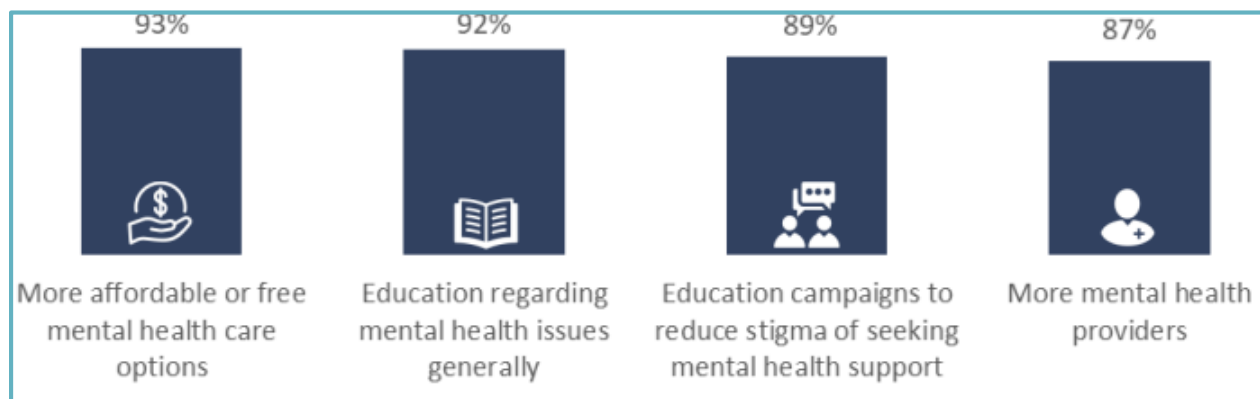 93%
92%
89%
87%
$
More affordable or free
mental health care
options
Education regarding
mental health issues
generally
Education campaigns to
reduce stigma of seeking
mental health support
More mental health
providers